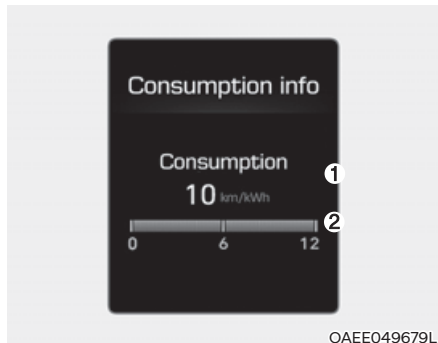 Consumption info
Consumption
①
10 km/kWh
②
0 6 12
OAEE049679L